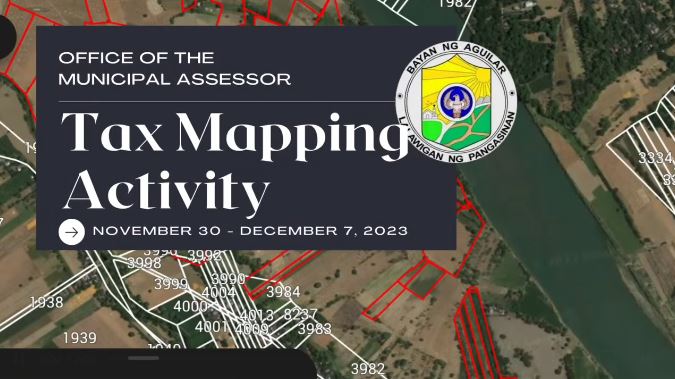 1982
OFFICE OF THE
MUNICIPAL ASSESSOR
BAYAN NG AGUILAR
LALAWIGAN NG PANGASINAN
Tax Mapping
Activity
NOVEMBER 30 - DECEMBER 7, 2023
3334
3992
3998
3990
3999
4004
3984
4000
4013
8237
4001
4009
3983
1938
1939
3982